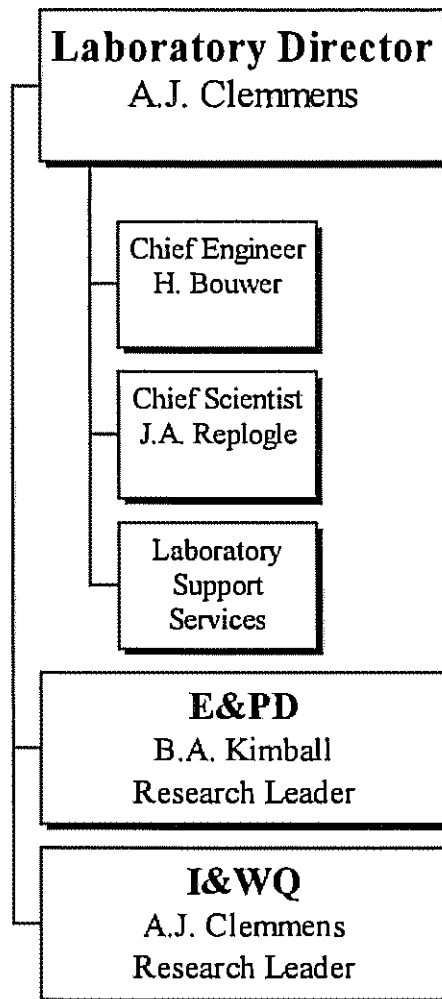 Laboratory Director
A.J. Clemmens
Chief Engineer
H. Bouwer
Chief Scientist
J.A. Replogle
Laboratory
Support
Services
E&PD
B.A. Kimball
Research Leader
I&WQ
A.J. Clemmens
Research Leader